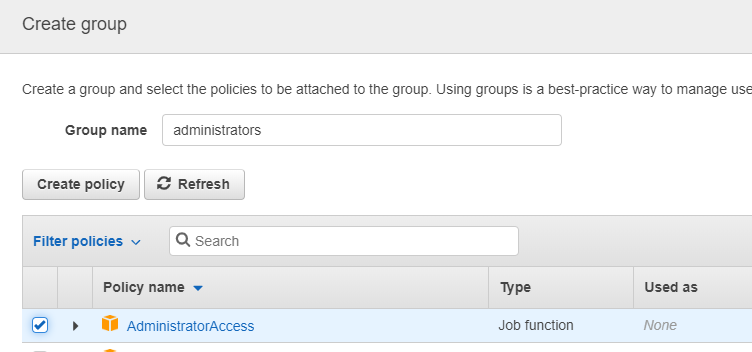 Create group
Create a group and select the policies to be attached to the group. Using groups is a best-practice way to manage use
Group name administrators
Create policy Refresh
Filter policies Search
Policy name Type Used as
AdministratorAccess Job function None